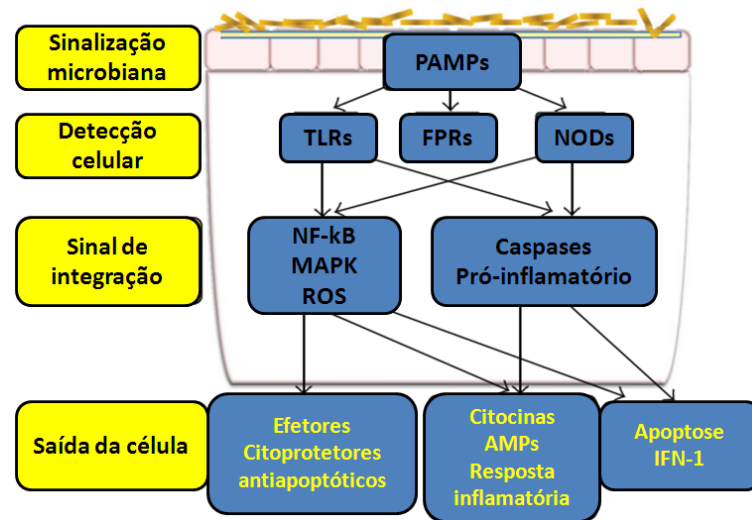 Sinalização
microbiana
PAMPs
Detecção
celular
TLRs
FPRs
NODs
Sinal de
integração
NF-kB
MAPK
ROS
Caspases
Pró-inflamatório
Saída da célula
Efetores
Citoprotetores
antiapoptóticos
Citocinas
AMPs
Resposta
inflamatória
Apoptose
IFN-1